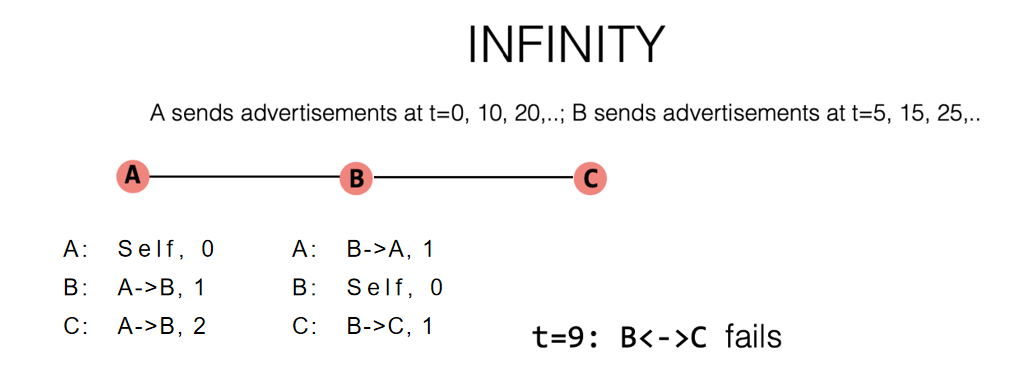 INFINITY
A sends advertisements at t=0, 10, 20,..; B sends advertisements at t=5, 15, 25,..
A B C
A: Self, 0 A: B->A, 1
B: A->B, 1 B: Self, 0
C: A->B, 2 C: B->C, 1
t=9: B<->C fails